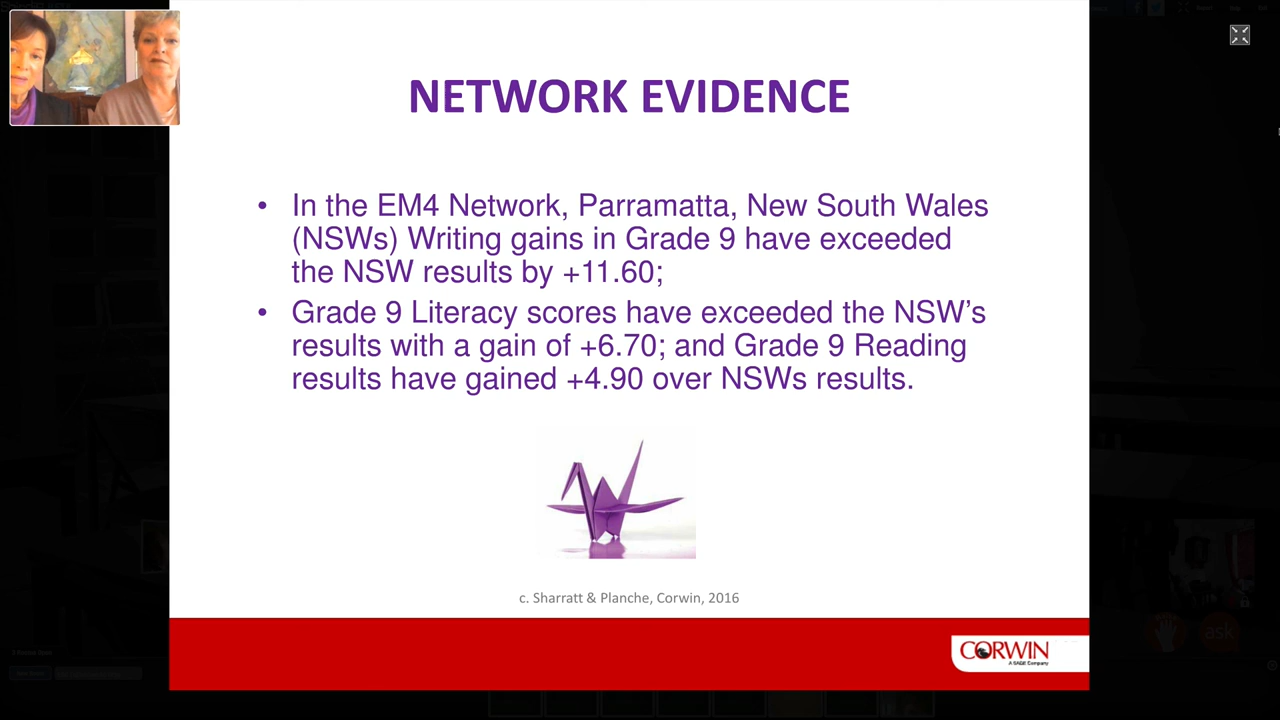 NETWORK EVIDENCE
• In the EM4 Network, Parramatta, New South Wales
(NSWs) Writing gains in Grade 9 have exceeded
the NSW results by +11.60;
• Grade 9 Literacy scores have exceeded the NSW’s
results with a gain of +6.70; and Grade 9 Reading
results have gained +4.90 over NSWs results.
c. Sharratt & Planche, Corwin, 2016
CORWIN
A SAGE Company
ask